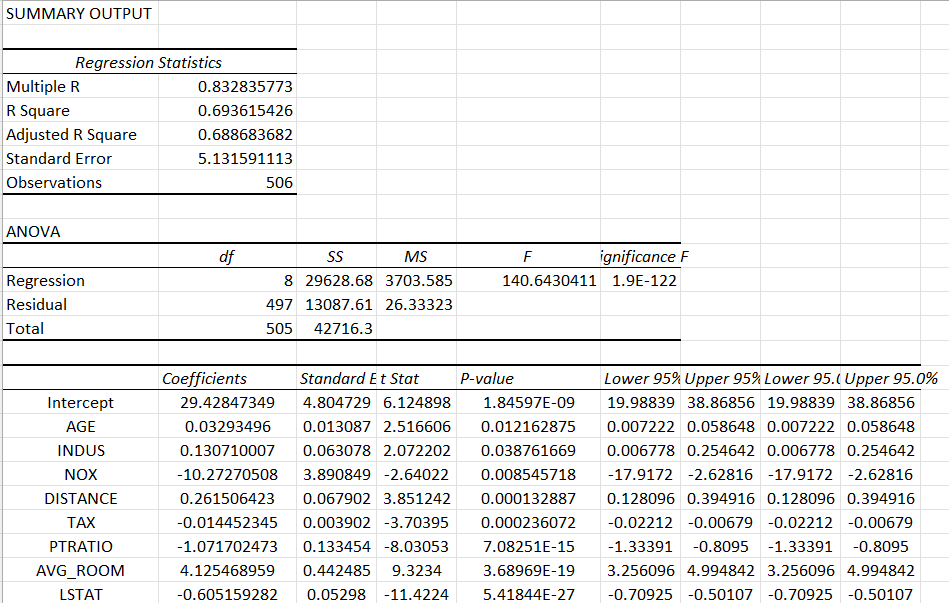 SUMMARY OUTPUT
Regression Statistics
Multiple R 0.832835773
R Square 0.693615426
Adjusted R Square 0.688683682
Standard Error 5.131591113
Observations 506
ANOVA
df SS MS F ignificance F
Regression 8 29628.68 3703.585 140.6430411 1.9E-122
Residual 497 13087.61 26.33323
Total 505 42716.3
Coefficients Standard E t Stat P-value Lower 95% Upper 95% Lower 95.0 Upper 95.0%
Intercept 29.42847349 4.804729 6.124898 1.84597E-09 19.98839 38.86856 19.98839 38.86856
AGE 0.03293496 0.013087 2.516606 0.012162875 0.007222 0.058648 0.007222 0.058648
INDUS 0.130710007 0.063078 2.072202 0.038761669 0.006778 0.254642 0.006778 0.254642
NOX -10.27270508 3.890849 -2.64022 0.008545718 -17.9172 -2.62816 -17.9172 -2.62816
DISTANCE 0.261506423 0.067902 3.851242 0.000132887 0.128096 0.394916 0.128096 0.394916
TAX -0.014452345 0.003902 -3.70395 0.000236072 -0.02212 -0.00679 -0.02212 -0.00679
PTRATIO -1.071702473 0.133454 -8.03053 7.08251E-15 -1.33391 -0.8095 -1.33391 -0.8095
AVG_ROOM 4.125468959 0.442485 9.3234 3.68969E-19 3.256096 4.994842 3.256096 4.994842
LSTAT -0.605159282 0.05298 -11.4224 5.41844E-27 -0.70925 -0.50107 -0.70925 -0.50107